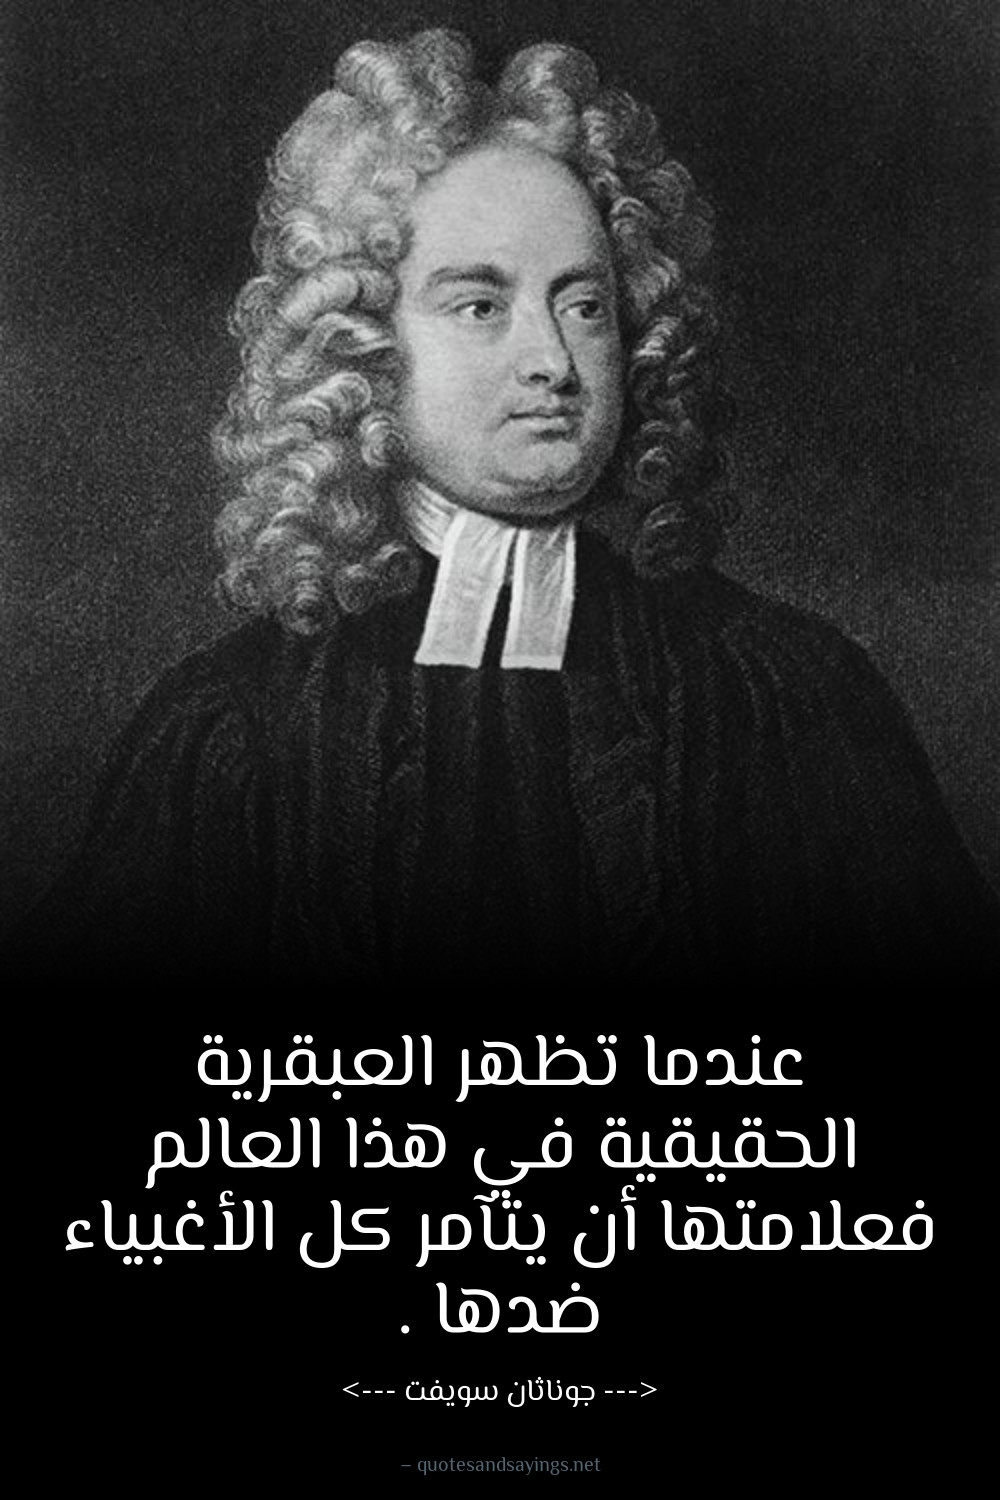 عندما تظهر العبقرية
الحقيقية في هذا العالم
فعلامتها أن يتآمر كل الأغبياء
ضدها .
<--- جوناثان سويفت --->
– quotesandsayings.net